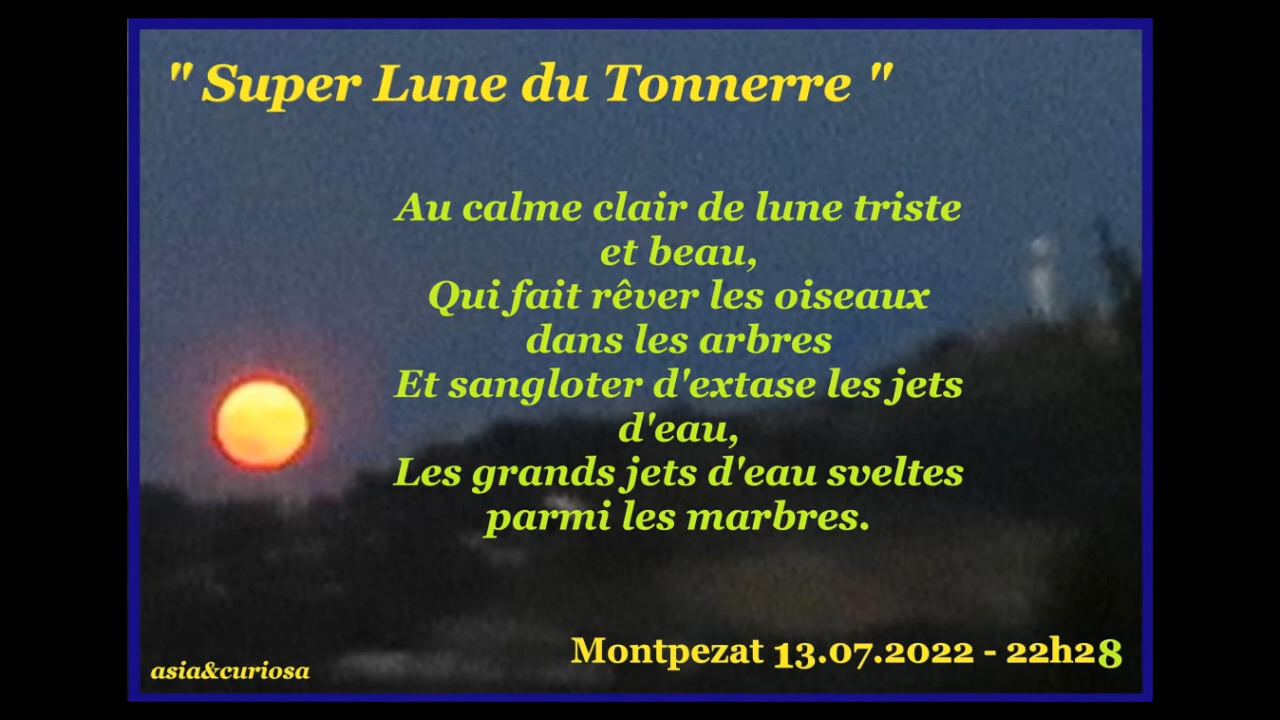 " Super Lune du Tonnerre "
Au calme clair de lune triste
et beau,
Qui fait rêver les oiseaux
dans les arbres
Et sangloter d'extase les jets
d'eau,
Les grands jets d'eau sveltes
parmi les marbres.
Montpezat 13.07.2022 - 22h28
asia&curiosa